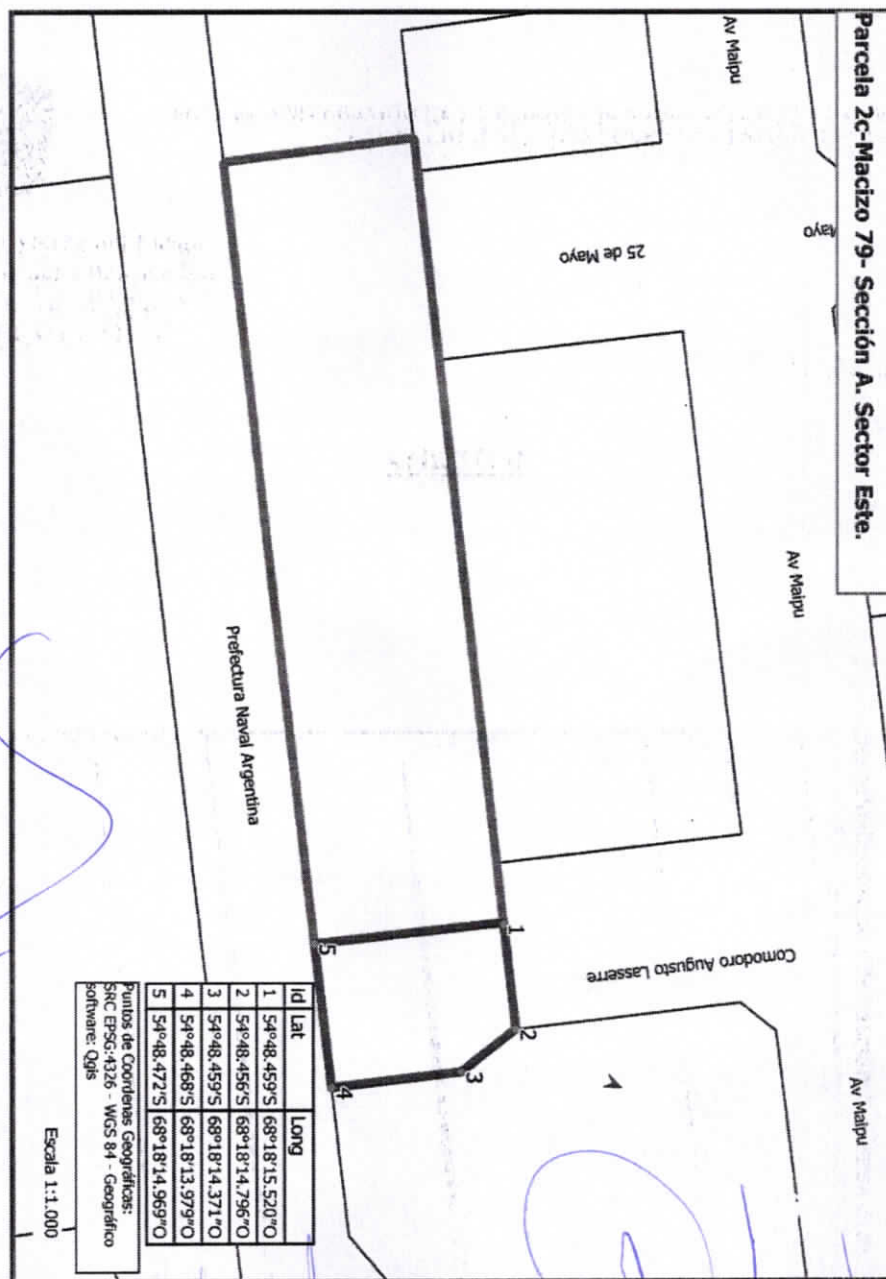 Parcela 2c-Macizo 79- Sección A. Sector Este.
Av Maipu
Mayo
25 de Mayo
Av Maipu
Av Maipu
Comodoro Augusto Lasserre
Prefectura Naval Argentina
1
2
3
4
5
Id Lat Long
1 54°48.459'S 68°18'15.520"O
2 54°48.456'S 68°18'14.796"O
3 54°48.459'S 68°18'14.371"O
4 54°48.468'S 68°18'13.979"O
5 54°48.472'S 68°18'14.969"O
Puntos de Coordenas Geográficas:
SRC EPSG:4326 - WGS 84 - Geográfico
software: Qgis
Escala 1:1.000